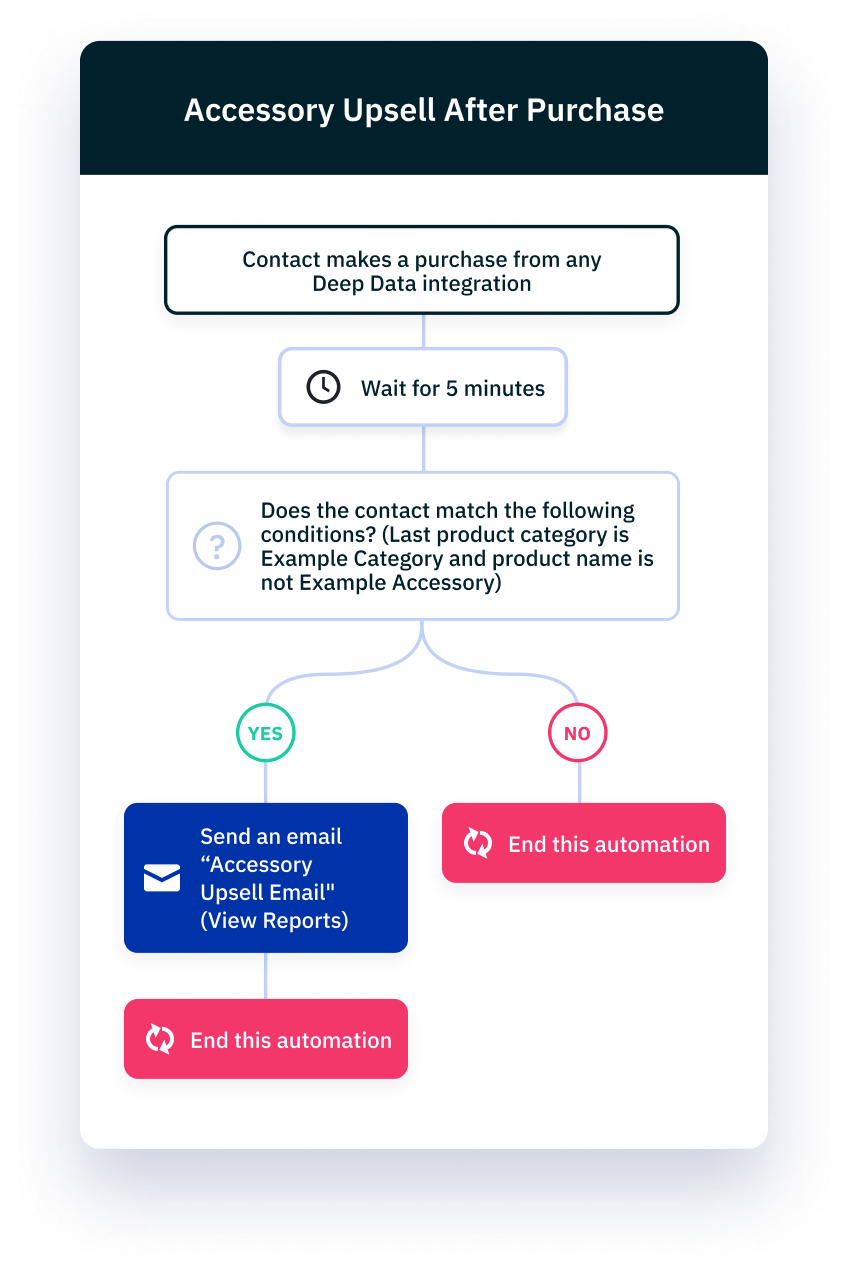 Accessory Upsell After Purchase
Contact makes a purchase from any
Deep Data integration
Wait for 5 minutes
?
Does the contact match the following
conditions? (Last product category is
Example Category and product name is
not Example Accessory)
YES
NO
Send an email
“Accessory
Upsell Email"
(View Reports)
End this automation
End this automation